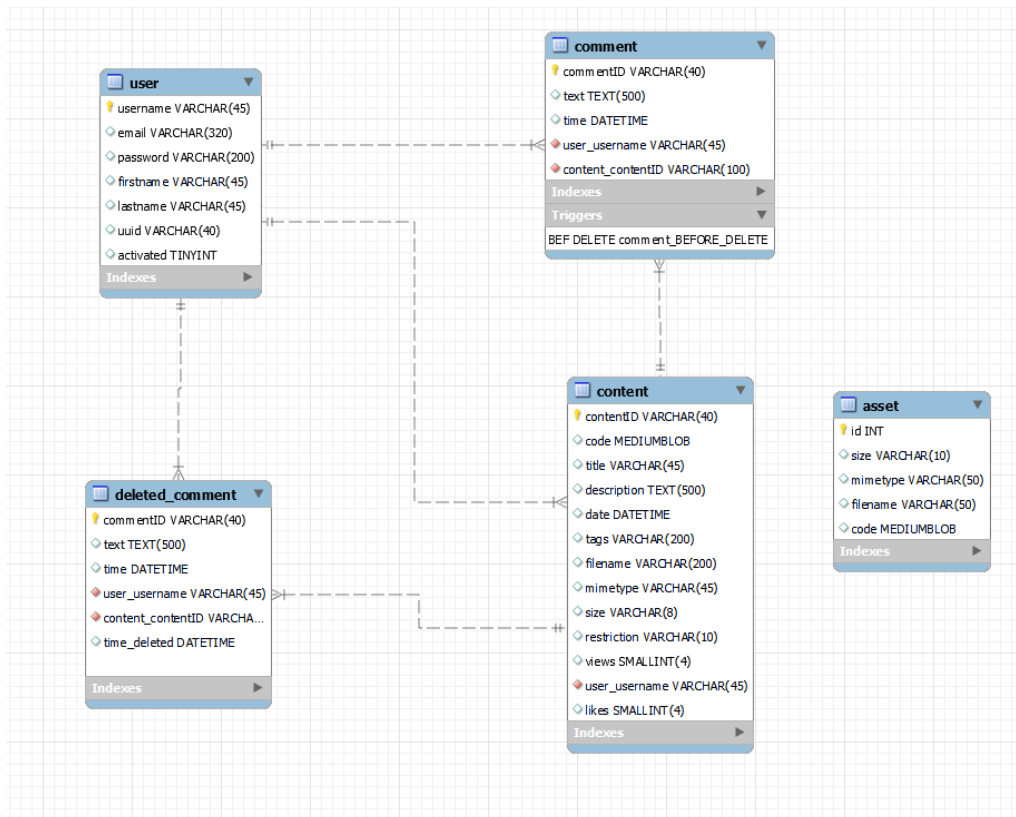 user
username VARCHAR(45)
email VARCHAR(320)
password VARCHAR(200)
firstname VARCHAR(45)
lastname VARCHAR(45)
uuid VARCHAR(40)
activated TINYINT
Indexes
comment
commentID VARCHAR(40)
text TEXT(500)
time DATETIME
user_username VARCHAR(45)
content_contentID VARCHAR(100)
Indexes
Triggers
BEF DELETE comment_BEFORE_DELETE
deleted_comment
commentID VARCHAR(40)
text TEXT(500)
time DATETIME
user_username VARCHAR(45)
content_contentID VARCHA...
time_deleted DATETIME
Indexes
content
contentID VARCHAR(40)
code MEDIUMBLOB
title VARCHAR(45)
description TEXT(500)
date DATETIME
tags VARCHAR(200)
filename VARCHAR(200)
mimetype VARCHAR(45)
size VARCHAR(8)
restriction VARCHAR(10)
views SMALLINT(4)
user_username VARCHAR(45)
likes SMALLINT(4)
Indexes
asset
id INT
size VARCHAR(10)
mimetype VARCHAR(50)
filename VARCHAR(50)
code MEDIUMBLOB
Indexes